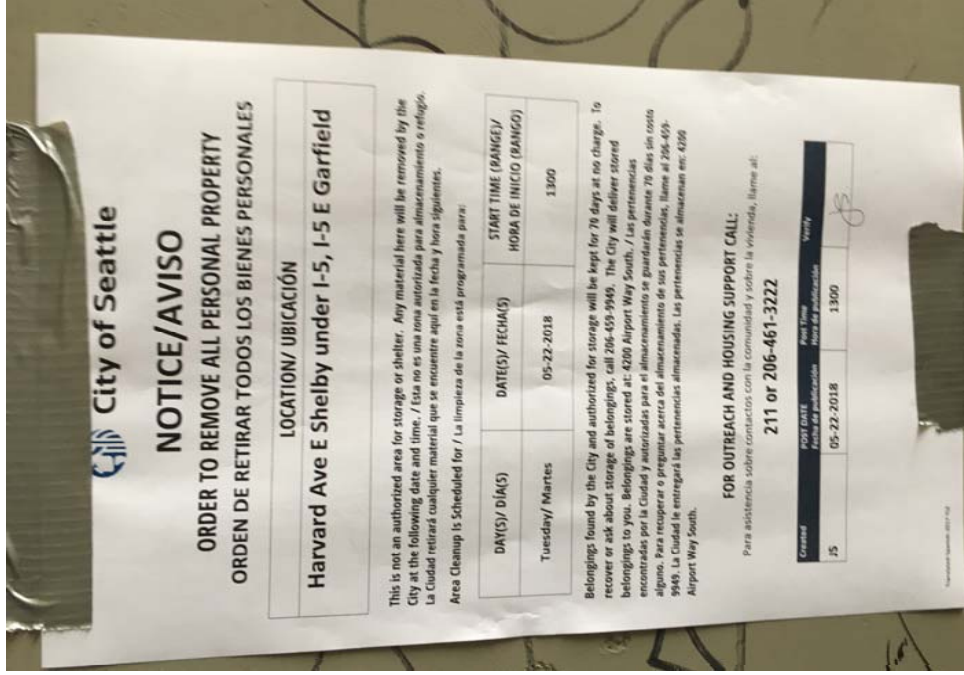 City of Seattle
NOTICE/AVISO
ORDER TO REMOVE ALL PERSONAL PROPERTY
ORDEN DE RETIRAR TODOS LOS BIENES PERSONALES
LOCATION/ UBICACIÓN
Harvard Ave E Shelby under I-5, I-5 E Garfield
This is not an authorized area for storage or shelter. Any material here will be removed by the
City at the following date and time. / Esta no es una zona autorizada para almacenamiento o refugio.
La Ciudad retirará cualquier material que se encuentre aquí en la fecha y hora siguientes.
Area Cleanup Is Scheduled for / La limpieza de la zona está programada para:
DAY(S)/ DÍA(S) DATE(S)/ FECHA(S) START TIME (RANGE)/
HORA DE INICIO (RANGO)
Tuesday/ Martes 05-22-2018 1300
Belongings found by the City and authorized for storage will be kept for 70 days at no charge. To
recover or ask about storage of belongings, call 206-459-9949. The City will deliver stored
belongings to you. Belongings are stored at: 4200 Airport Way South. / Las pertenencias
encontradas por la Ciudad y autorizadas para el almacenamiento se guardarán durante 70 días sin costo
alguno. Para recuperar o preguntar acerca del almacenamiento de sus pertenencias, llame al 206-459-
9949. La Ciudad le entregará las pertenencias almacenadas. Las pertenencias se almacenan en: 4200
Airport Way South.
FOR OUTREACH AND HOUSING SUPPORT CALL:
Para asistencia sobre contactos con la comunidad y sobre la vivienda, llame al:
211 or 206-461-3222
Created POST DATE Post Time Verify
Fecha de publicación Hora de publicación
JS 05-22-2018 1300